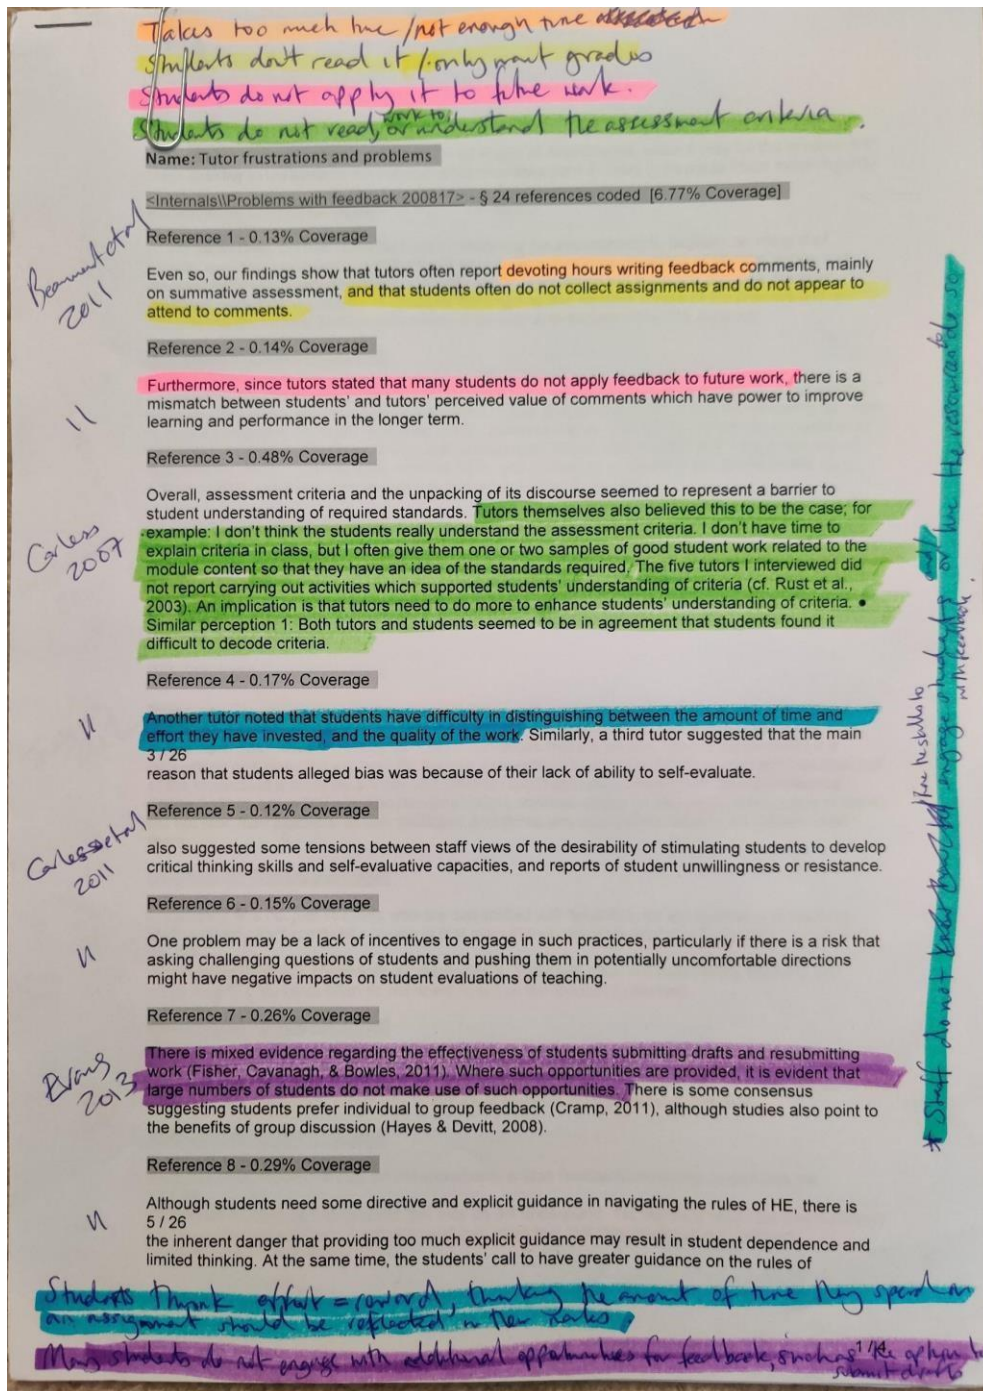 Takes too much time / not enough time
Students don't read it / only want grades
Students do not apply it to future work.
work to
Students do not read, or understand the assessment criteria.
Name: Tutor frustrations and problems
<Internals\\Problems with feedback 200817> - § 24 references coded [6.77% Coverage]
Reference 1 - 0.13% Coverage
Beaumont et al
2011
Even so, our findings show that tutors often report devoting hours writing feedback comments, mainly
on summative assessment, and that students often do not collect assignments and do not appear to
attend to comments.
Reference 2 - 0.14% Coverage
Furthermore, since tutors stated that many students do not apply feedback to future work, there is a
mismatch between students' and tutors' perceived value of comments which have power to improve
learning and performance in the longer term.
"
Reference 3 - 0.48% Coverage
Overall, assessment criteria and the unpacking of its discourse seemed to represent a barrier to
student understanding of required standards. Tutors themselves also believed this to be the case; for
example: I don't think the students really understand the assessment criteria. I don't have time to
explain criteria in class, but I often give them one or two samples of good student work related to the
module content so that they have an idea of the standards required. The five tutors I interviewed did
not report carrying out activities which supported students' understanding of criteria (cf. Rust et al.,
2003). An implication is that tutors need to do more to enhance students' understanding of criteria. •
Similar perception 1: Both tutors and students seemed to be in agreement that students found it
difficult to decode criteria.
Carless
2007
Reference 4 - 0.17% Coverage
Another tutor noted that students have difficulty in distinguishing between the amount of time and
effort they have invested, and the quality of the work. Similarly, a third tutor suggested that the main
3 / 26
reason that students alleged bias was because of their lack of ability to self-evaluate.
"
Reference 5 - 0.12% Coverage
Carless et al
2011
also suggested some tensions between staff views of the desirability of stimulating students to develop
critical thinking skills and self-evaluative capacities, and reports of student unwillingness or resistance.
Reference 6 - 0.15% Coverage
One problem may be a lack of incentives to engage in such practices, particularly if there is a risk that
asking challenging questions of students and pushing them in potentially uncomfortable directions
might have negative impacts on student evaluations of teaching.
"
Reference 7 - 0.26% Coverage
Evans
2013
There is mixed evidence regarding the effectiveness of students submitting drafts and resubmitting
work (Fisher, Cavanagh, & Bowles, 2011). Where such opportunities are provided, it is evident that
large numbers of students do not make use of such opportunities. There is some consensus
suggesting students prefer individual to group feedback (Cramp, 2011), although studies also point to
the benefits of group discussion (Hayes & Devitt, 2008).
Reference 8 - 0.29% Coverage
Although students need some directive and explicit guidance in navigating the rules of HE, there is
5 / 26
the inherent danger that providing too much explicit guidance may result in student dependence and
limited thinking. At the same time, the students' call to have greater guidance on the rules of
"
Students think effort = reward, thinking the amount of time they spend on
an assignment should be reflected in their marks
Many students do not engage with additional opportunities for feedback, such as the option to
submit drafts
* Staff do not have the skills to engage students or the resources to do so
with feedback.